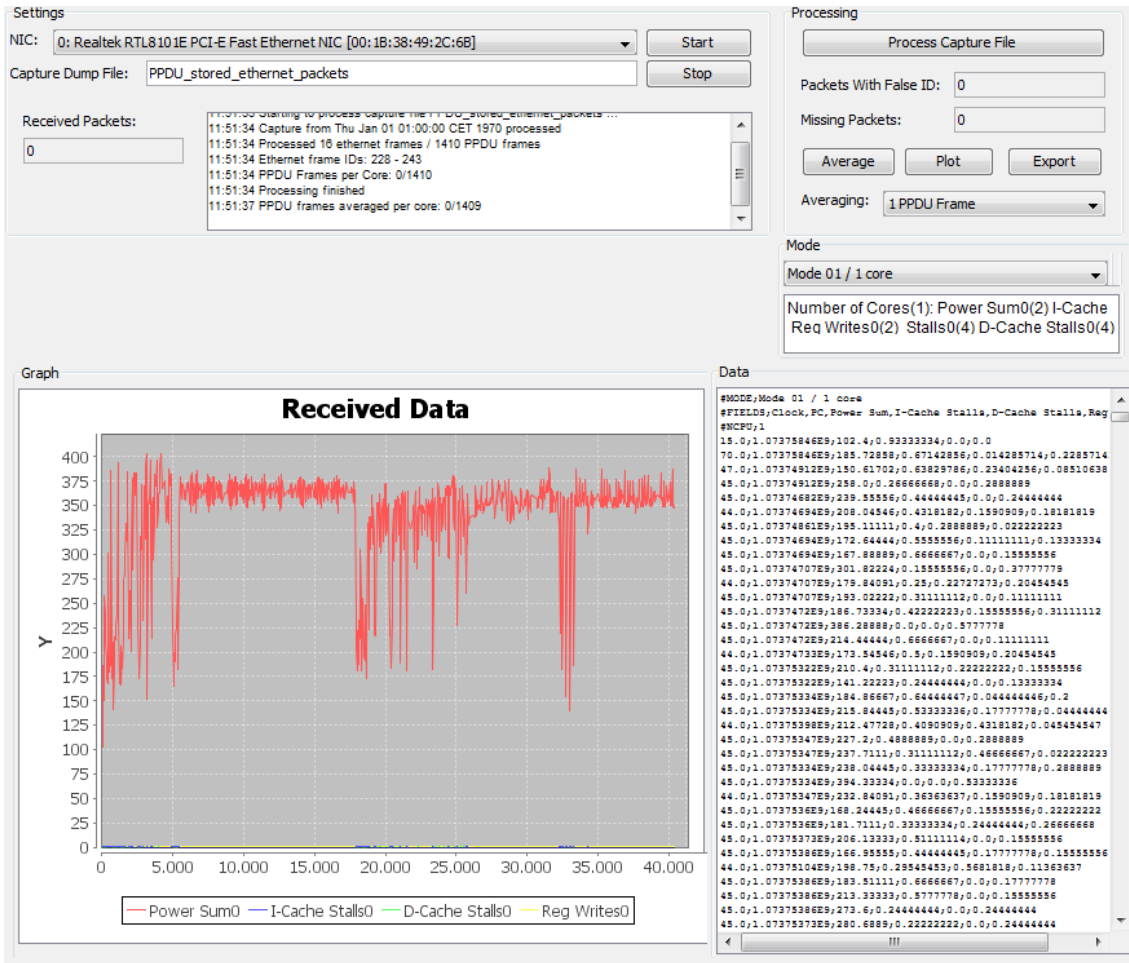 Settings
NIC: 0: Realtek RTL8101E PCI-E Fast Ethernet NIC [00:1B:38:49:2C:6B] Start
Capture Dump File: PPDU_stored_ethernet_packets Stop
Received Packets:
0
11:51:33 Starting to process capture file PPDU_stored_ethernet_packets ...
11:51:34 Capture from Thu Jan 01 01:00:00 CET 1970 processed
11:51:34 Processed 16 ethernet frames / 1410 PPDU frames
11:51:34 Ethernet frame IDs: 228 - 243
11:51:34 PPDU Frames per Core: 0/1410
11:51:34 Processing finished
11:51:37 PPDU frames averaged per core: 0/1409
Processing
Process Capture File
Packets With False ID: 0
Missing Packets: 0
Average Plot Export
Averaging: 1 PPDU Frame
Mode
Mode 01 / 1 core
Number of Cores(1): Power Sum0(2) I-Cache
Reg Writes0(2) Stalls0(4) D-Cache Stalls0(4)
Graph
Received Data
Y
400
375
350
325
300
275
250
225
200
175
150
125
100
75
50
25
0
0 5.000 10.000 15.000 20.000 25.000 30.000 35.000 40.000
Power Sum0 I-Cache Stalls0 D-Cache Stalls0 Reg Writes0
Data
#MODE;Mode 01 / 1 core
#FIELDS;Clock,PC,Power Sum,I-Cache Stalls,D-Cache Stalls,Reg
#NCPU;1
15.0;1.07375846E9;102.4;0.93333334;0.0;0.0
70.0;1.07375846E9;185.72858;0.67142856;0.014285714;0.2285714
47.0;1.07374912E9;150.61702;0.63829786;0.23404256;0.08510638
45.0;1.07374912E9;258.0;0.26666668;0.0;0.2888889
45.0;1.07374682E9;239.55556;0.44444445;0.0;0.24444444
44.0;1.07374694E9;208.04546;0.4318182;0.1590909;0.18181819
45.0;1.07374861E9;195.11111;0.4;0.2888889;0.022222223
45.0;1.07374694E9;172.64444;0.5555556;0.11111111;0.13333334
45.0;1.07374694E9;167.88889;0.6666667;0.0;0.15555556
45.0;1.07374707E9;301.82224;0.15555556;0.0;0.37777779
44.0;1.07374707E9;179.84091;0.25;0.22727273;0.20454545
45.0;1.07374707E9;193.02222;0.31111112;0.0;0.11111111
45.0;1.0737472E9;186.73334;0.42222223;0.15555556;0.31111112
45.0;1.0737472E9;386.28888;0.0;0.0;0.5777778
45.0;1.0737472E9;214.44444;0.6666667;0.0;0.11111111
44.0;1.07374733E9;173.54546;0.5;0.1590909;0.20454545
45.0;1.07375322E9;210.4;0.31111112;0.22222222;0.15555556
45.0;1.07375322E9;141.22223;0.24444444;0.0;0.13333334
45.0;1.07375334E9;184.86667;0.64444447;0.044444446;0.2
45.0;1.07375334E9;215.84445;0.53333336;0.17777778;0.04444444
44.0;1.07375398E9;212.47728;0.4090909;0.4318182;0.045454547
45.0;1.07375347E9;227.2;0.4888889;0.0;0.2888889
45.0;1.07375347E9;237.7111;0.31111112;0.46666667;0.022222223
45.0;1.07375334E9;238.04445;0.33333334;0.17777778;0.2888889
45.0;1.07375334E9;394.33334;0.0;0.0;0.53333336
44.0;1.07375347E9;232.84091;0.36363637;0.1590909;0.18181819
45.0;1.0737536E9;168.24445;0.46666667;0.15555556;0.22222222
45.0;1.0737536E9;181.7111;0.33333334;0.24444444;0.26666668
45.0;1.07375373E9;206.13333;0.51111114;0.0;0.15555556
45.0;1.07375386E9;166.95555;0.44444445;0.17777778;0.15555556
44.0;1.07375104E9;198.75;0.29545453;0.5681818;0.11363637
45.0;1.07375386E9;183.51111;0.6666667;0.0;0.17777778
45.0;1.07375386E9;213.33333;0.5777778;0.0;0.15555556
45.0;1.07375386E9;273.6;0.24444444;0.0;0.24444444
45.0;1.07375373E9;280.6889;0.22222222;0.0;0.24444444